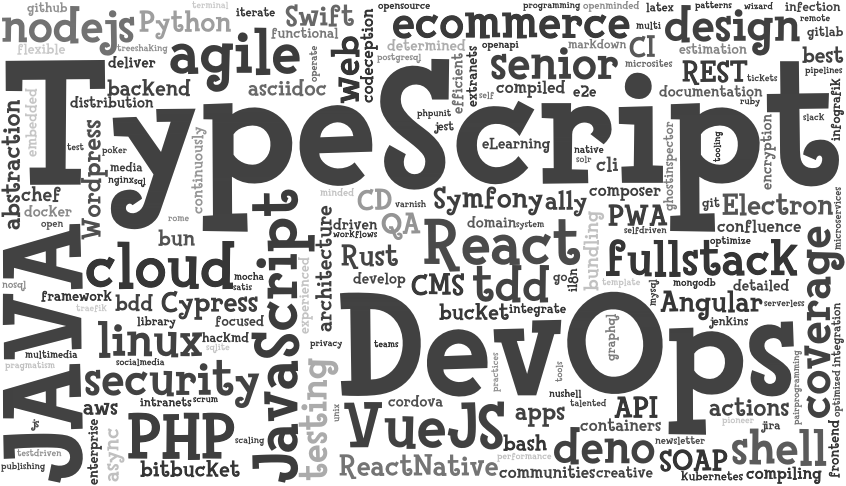 github
nodejs
flexible
terminal
Python
treeshaking
deliver
iterate
Swift
functional
agile
backend
distribution
asciidoc
operate
web
codeception
opensource
ecommerce
determined
postgresql
efficient
extranets
openapi
programming
openminded
markdown
senior
compiled
e2e
self
multi
CI
microsites
latex
patterns
wizard
design
estimation
REST
tickets
documentation
ruby
infection
remote
gitlab
best
pipelines
infografik
slack
TypeScript
embedded
abstraction
test
poker
media
nginx
sql
continuously
Wordpress
phpunit
jest
eLearning
native
solr
cli
ghostinspector
tooling
encryption
chef
docker
open
rome
bun
minded
CD
varnish
QA
driven
workflows
Symfony
ally
composer
PWA
selfdriven
git
Electron
confluence
optimize
microservices
JAVA
nosql
cloud
mocha
satis
JavaScript
architecture
experienced
Rust
develop
React
domain
system
CMS
tdd
go
i18n
bundling
fullstack
template
mysql
mongodb
detailed
Angular
serverless
jenkins
coverage
framework
traefik
bdd
Cypress
library
focused
linux
hackmd
sqlite
multimedia
pragmatism
socialmedia
privacy
bucket
integrate
DevOps
teams
graphql
practices
tools
optimized
integration
pairprogramming
security
intranets
scrum
aws
js
enterprise
async
PHP
scaling
testing
unix
cordova
VueJS
nushell
talented
apps
API
containers
actions
pioneer
jira
frontend
testdriven
publishing
bitbucket
ReactNative
bash
performance
communities
creative
deno
newsletter
SOAP
kubernetes
shell
compiling